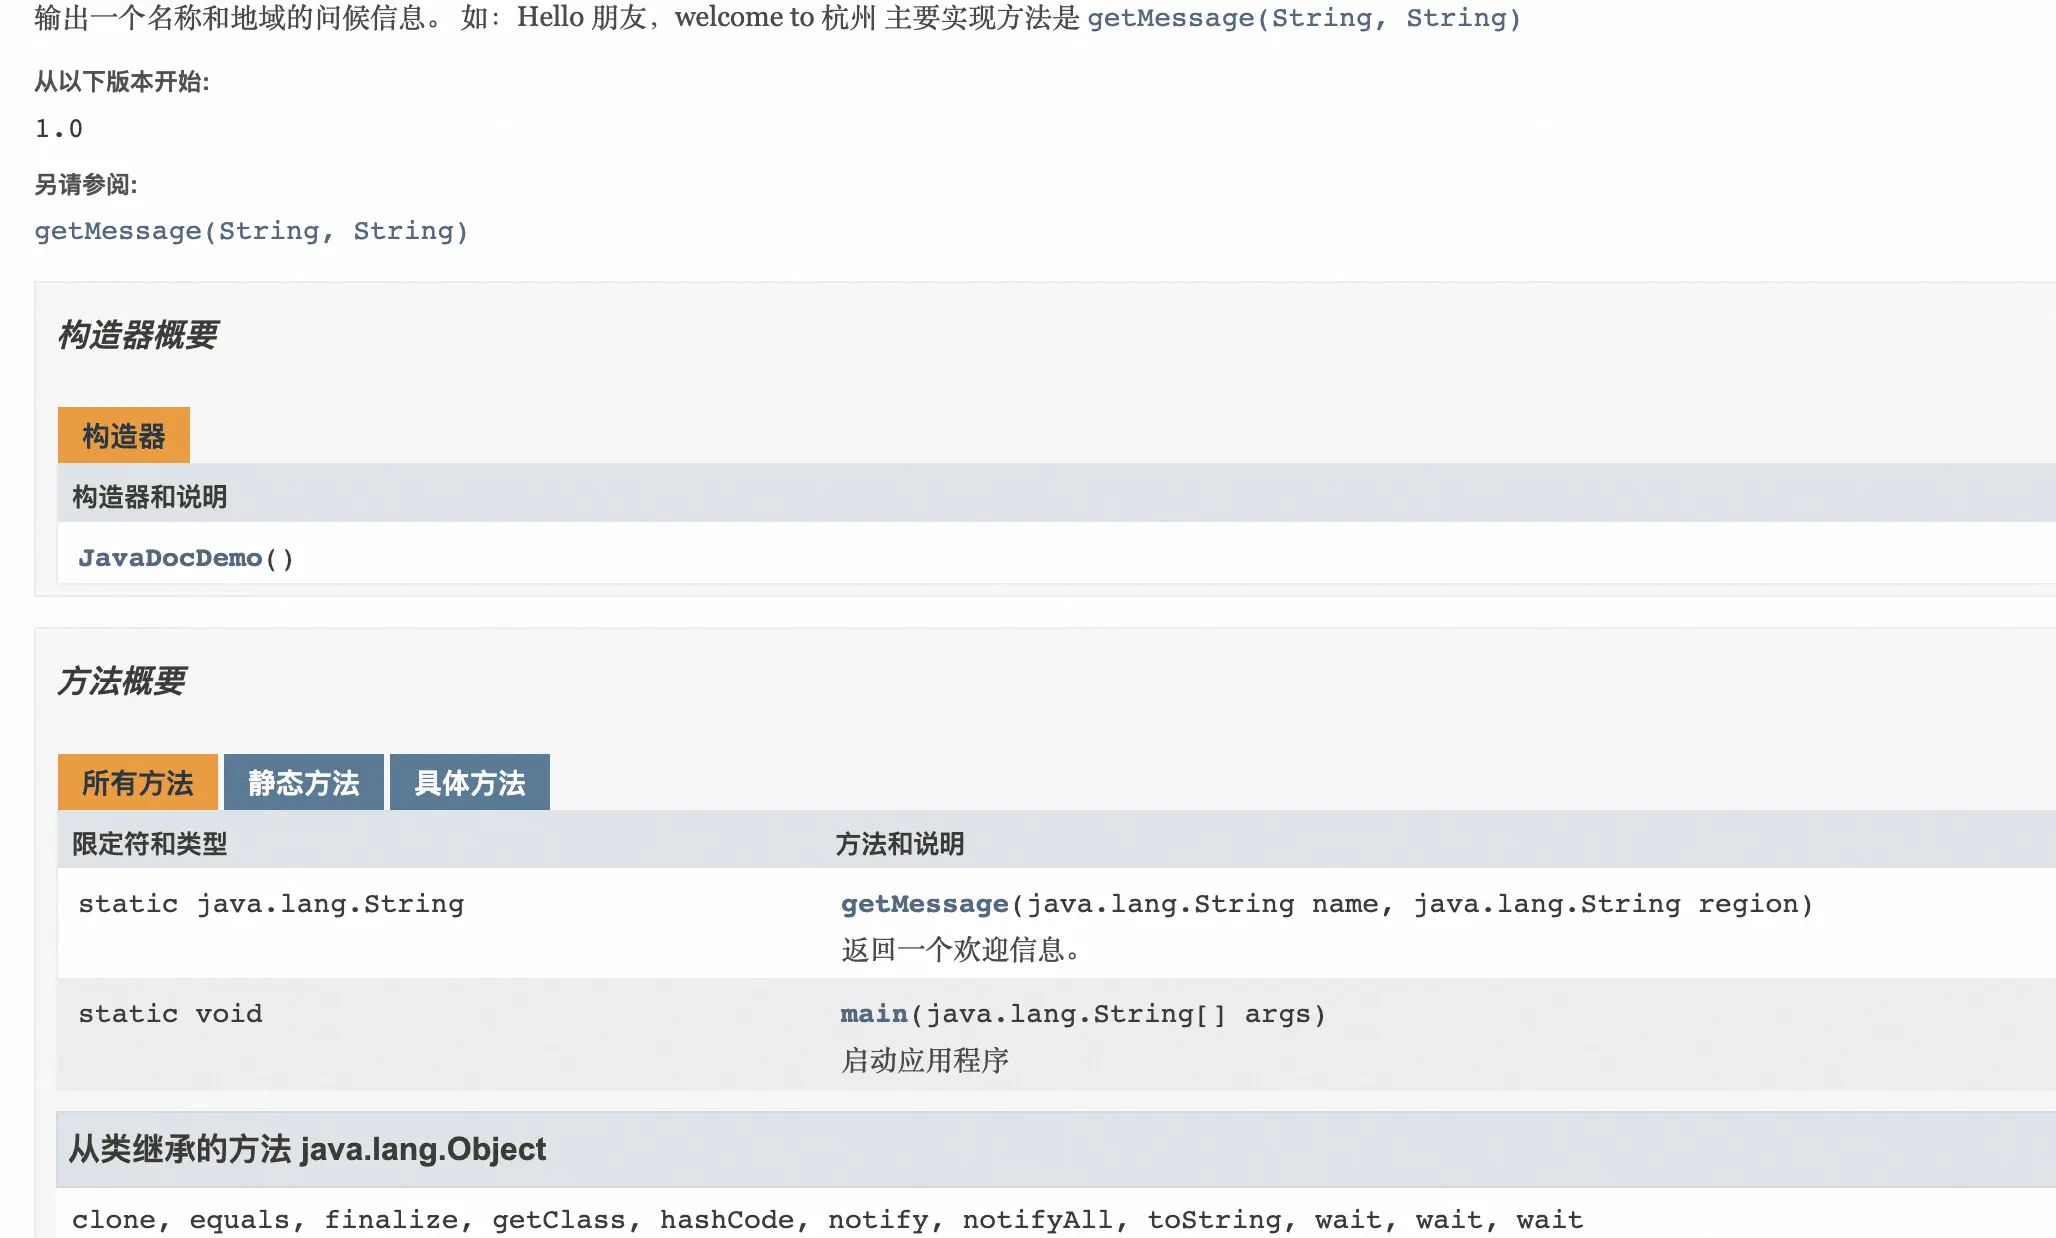 输出一个名称和地域的问候信息。 如：Hello 朋友，welcome to 杭州 主要实现方法是 getMessage(String, String)
从以下版本开始:
1.0
另请参阅:
getMessage(String, String)
构造器概要
构造器
构造器和说明
JavaDocDemo()
方法概要
所有方法 静态方法 具体方法
限定符和类型 方法和说明
static java.lang.String getMessage(java.lang.String name, java.lang.String region)
返回一个欢迎信息。
static void main(java.lang.String[] args)
启动应用程序
从类继承的方法 java.lang.Object
clone, equals, finalize, getClass, hashCode, notify, notifyAll, toString, wait, wait, wait